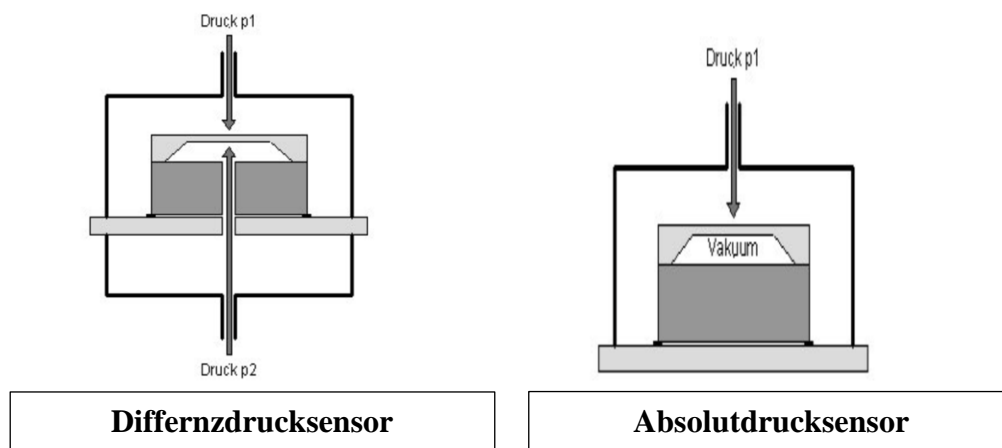 Druck p1
Druck p1
Vakuum
Druck p2
Differnzdrucksensor
Absolutdrucksensor